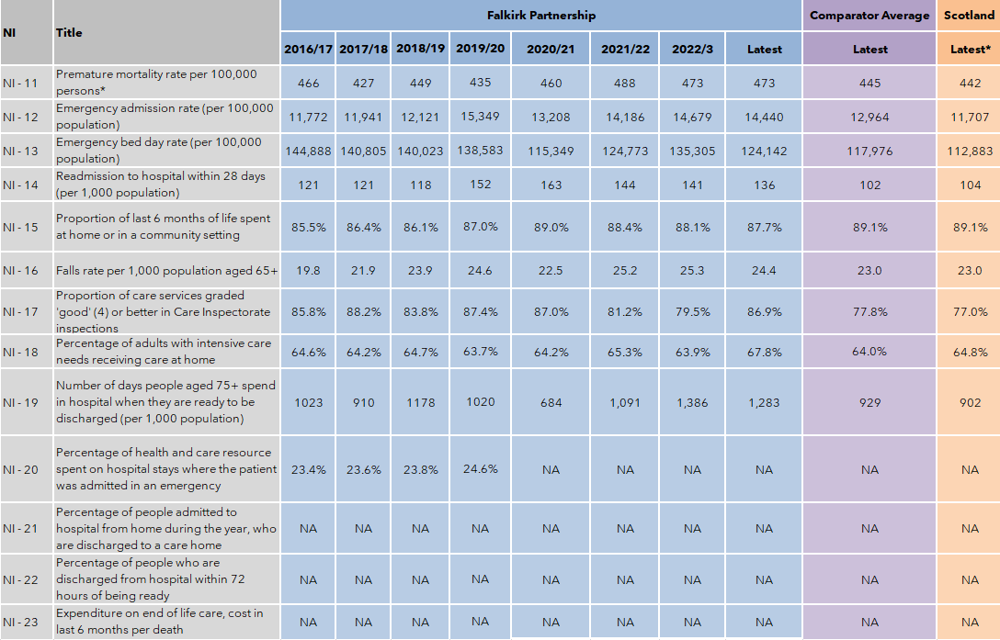 NI Title Falkirk Partnership Comparator Average Scotland
2016/17 2017/18 2018/19 2019/20 2020/21 2021/22 2022/3 Latest Latest Latest*
NI - 11 Premature mortality rate per 100,000
persons* 466 427 449 435 460 488 473 473 445 442
NI - 12 Emergency admission rate (per 100,000
population) 11,772 11,941 12,121 15,349 13,208 14,186 14,679 14,440 12,964 11,707
NI - 13 Emergency bed day rate (per 100,000
population) 144,888 140,805 140,023 138,583 115,349 124,773 135,305 124,142 117,976 112,883
NI - 14 Readmission to hospital within 28 days
(per 1,000 population) 121 121 118 152 163 144 141 136 102 104
NI - 15 Proportion of last 6 months of life spent
at home or in a community setting 85.5% 86.4% 86.1% 87.0% 89.0% 88.4% 88.1% 87.7% 89.1% 89.1%
NI - 16 Falls rate per 1,000 population aged 65+ 19.8 21.9 23.9 24.6 22.5 25.2 25.3 24.4 23.0 23.0
NI - 17 Proportion of care services graded
'good' (4) or better in Care Inspectorate
inspections 85.8% 88.2% 83.8% 87.4% 87.0% 81.2% 79.5% 86.9% 77.8% 77.0%
NI - 18 Percentage of adults with intensive care
needs receiving care at home 64.6% 64.2% 64.7% 63.7% 64.2% 65.3% 63.9% 67.8% 64.0% 64.8%
NI - 19 Number of days people aged 75+ spend
in hospital when they are ready to be
discharged (per 1,000 population) 1023 910 1178 1020 684 1,091 1,386 1,283 929 902
NI - 20 Percentage of health and care resource
spent on hospital stays where the patient
was admitted in an emergency 23.4% 23.6% 23.8% 24.6% NA NA NA NA NA NA
NI - 21 Percentage of people admitted to
hospital from home during the year, who
are discharged to a care home NA NA NA NA NA NA NA NA NA NA
NI - 22 Percentage of people who are
discharged from hospital within 72
hours of being ready NA NA NA NA NA NA NA NA NA NA
NI - 23 Expenditure on end of life care, cost in
last 6 months per death NA NA NA NA NA NA NA NA NA NA